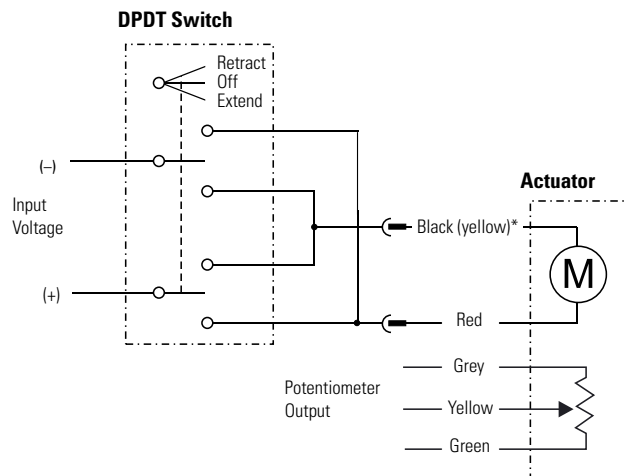 DPDT Switch
Retract
Off
Extend
(–)
Input
Voltage
(+)
Actuator
Black (yellow)*
M
Red
Grey
Potentiometer
Output
Yellow
Green